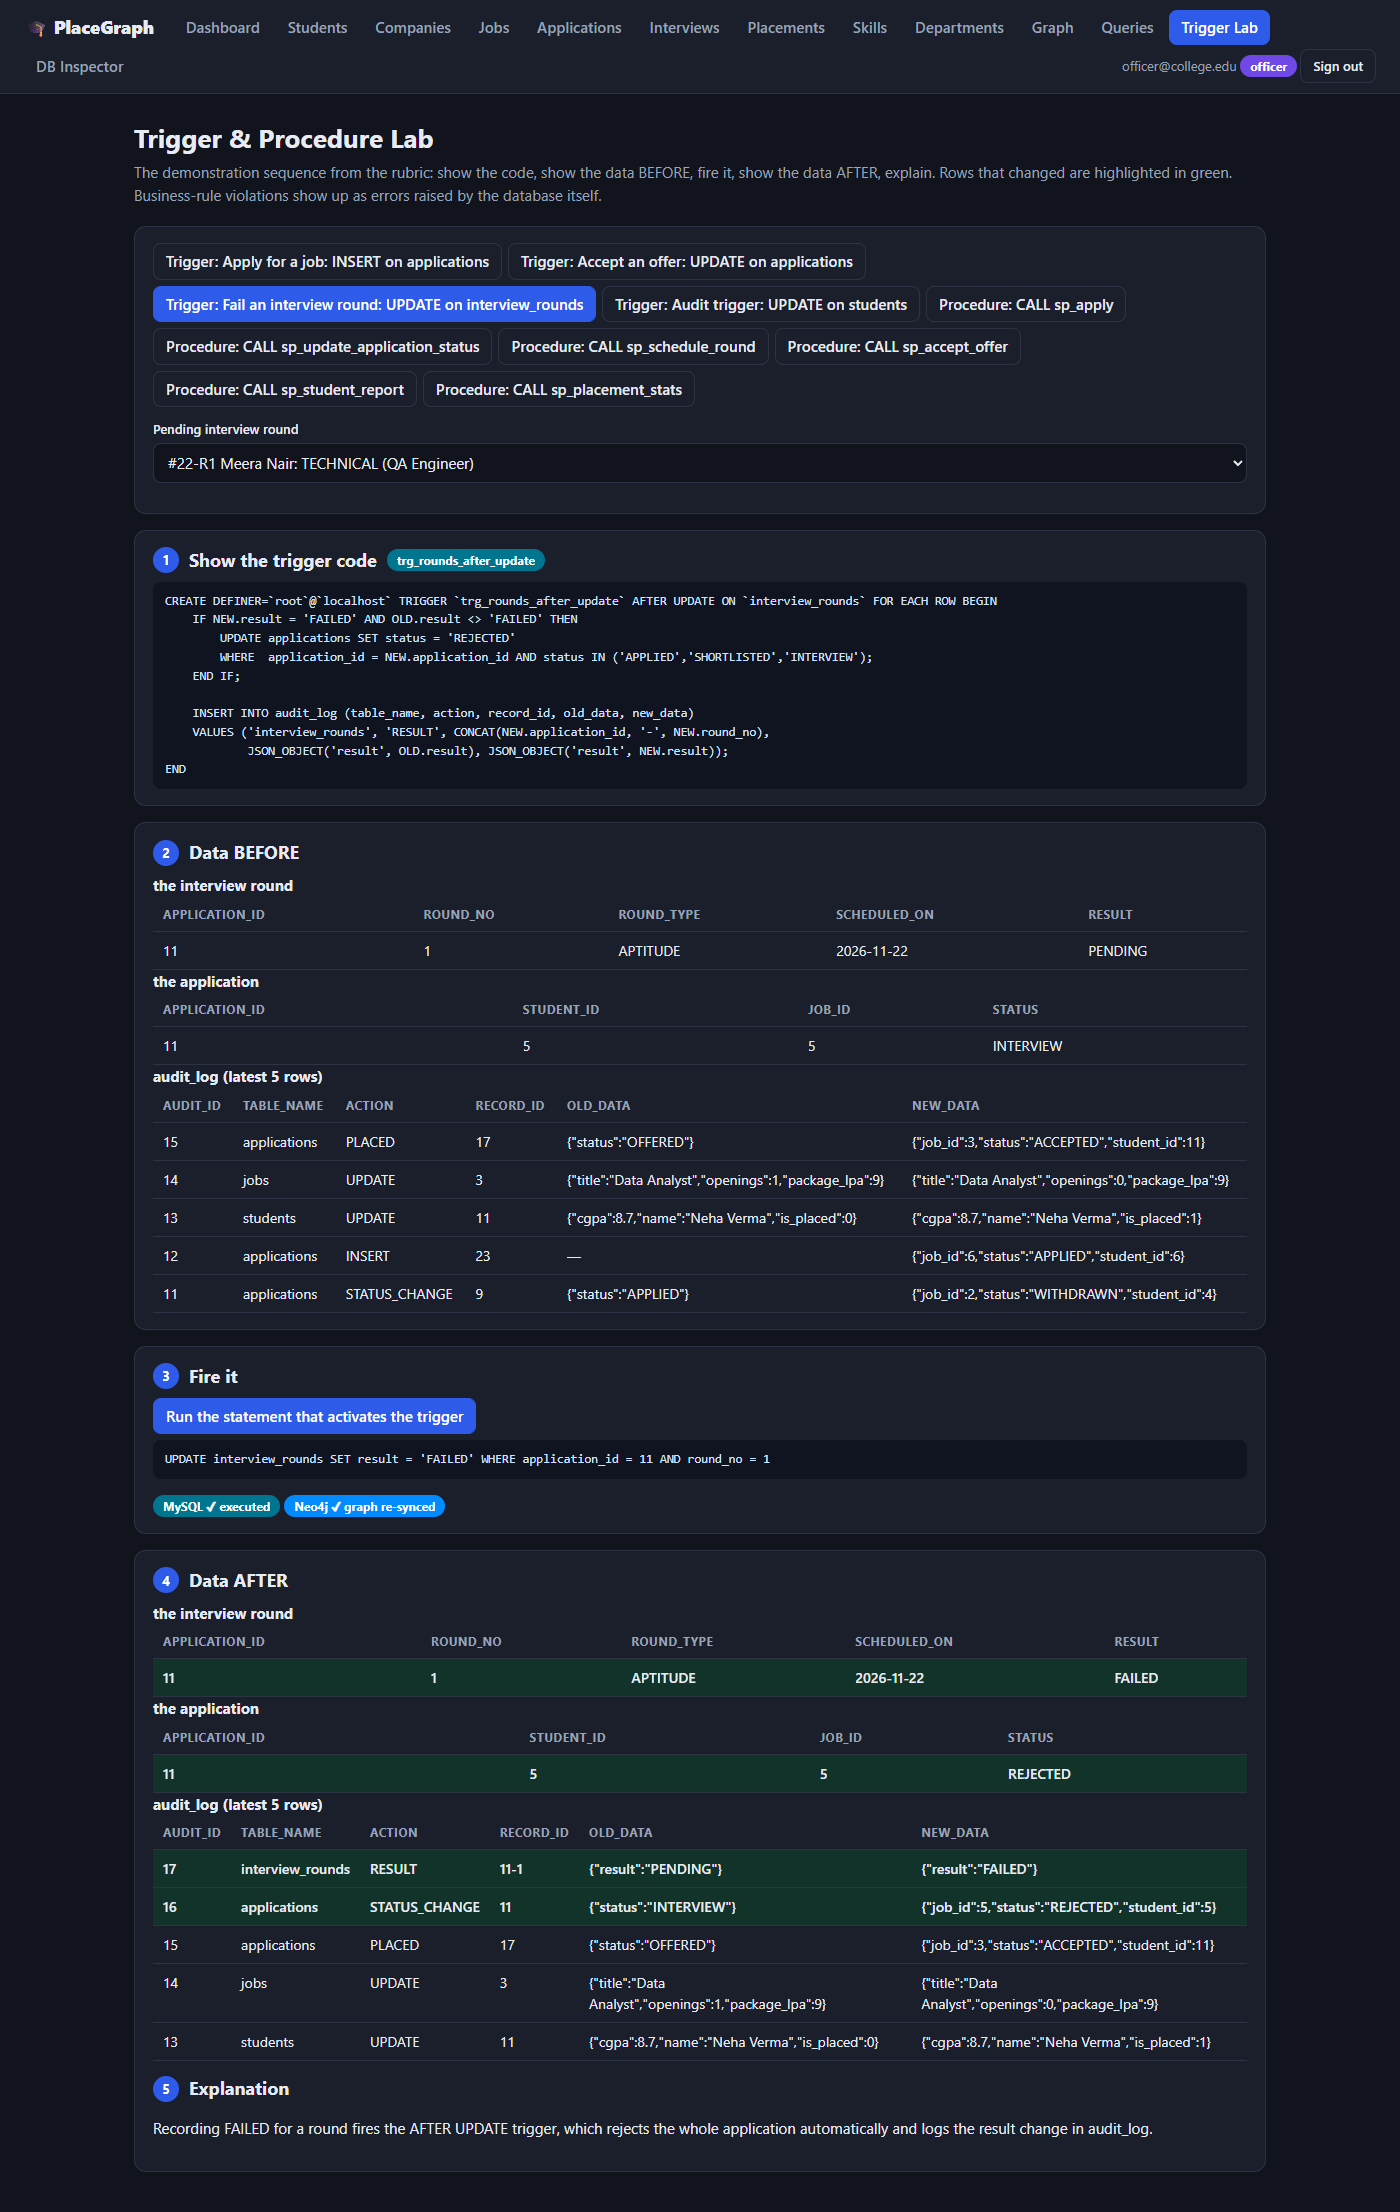 PlaceGraph Dashboard Students Companies Jobs Applications Interviews Placements Skills Departments Graph Queries Trigger Lab
DB Inspector officer@college.edu officer Sign out
Trigger & Procedure Lab
The demonstration sequence from the rubric: show the code, show the data BEFORE, fire it, show the data AFTER, explain. Rows that changed are highlighted in green.
Business-rule violations show up as errors raised by the database itself.
Trigger: Apply for a job: INSERT on applications Trigger: Accept an offer: UPDATE on applications
Trigger: Fail an interview round: UPDATE on interview_rounds Trigger: Audit trigger: UPDATE on students Procedure: CALL sp_apply
Procedure: CALL sp_update_application_status Procedure: CALL sp_schedule_round Procedure: CALL sp_accept_offer
Procedure: CALL sp_student_report Procedure: CALL sp_placement_stats
Pending interview round
#22-R1 Meera Nair: TECHNICAL (QA Engineer)
1 Show the trigger code trg_rounds_after_update
CREATE DEFINER=`root`@`localhost` TRIGGER `trg_rounds_after_update` AFTER UPDATE ON `interview_rounds` FOR EACH ROW BEGIN
IF NEW.result = 'FAILED' AND OLD.result <> 'FAILED' THEN
UPDATE applications SET status = 'REJECTED'
WHERE  application_id = NEW.application_id AND status IN ('APPLIED','SHORTLISTED','INTERVIEW');
END IF;
INSERT INTO audit_log (table_name, action, record_id, old_data, new_data)
VALUES ('interview_rounds', 'RESULT', CONCAT(NEW.application_id, '-', NEW.round_no),
JSON_OBJECT('result', OLD.result), JSON_OBJECT('result', NEW.result));
END
2 Data BEFORE
the interview round
APPLICATION_ID ROUND_NO ROUND_TYPE SCHEDULED_ON RESULT
11 1 APTITUDE 2026-11-22 PENDING
the application
APPLICATION_ID STUDENT_ID JOB_ID STATUS
11 5 5 INTERVIEW
audit_log (latest 5 rows)
AUDIT_ID TABLE_NAME ACTION RECORD_ID OLD_DATA NEW_DATA
15 applications PLACED 17 {"status":"OFFERED"} {"job_id":3,"status":"ACCEPTED","student_id":11}
14 jobs UPDATE 3 {"title":"Data Analyst","openings":1,"package_lpa":9} {"title":"Data Analyst","openings":0,"package_lpa":9}
13 students UPDATE 11 {"cgpa":8.7,"name":"Neha Verma","is_placed":0} {"cgpa":8.7,"name":"Neha Verma","is_placed":1}
12 applications INSERT 23 — {"job_id":6,"status":"APPLIED","student_id":6}
11 applications STATUS_CHANGE 9 {"status":"APPLIED"} {"job_id":2,"status":"WITHDRAWN","student_id":4}
3 Fire it
Run the statement that activates the trigger
UPDATE interview_rounds SET result = 'FAILED' WHERE application_id = 11 AND round_no = 1
MySQL ✓ executed Neo4j ✓ graph re-synced
4 Data AFTER
the interview round
APPLICATION_ID ROUND_NO ROUND_TYPE SCHEDULED_ON RESULT
11 1 APTITUDE 2026-11-22 FAILED
the application
APPLICATION_ID STUDENT_ID JOB_ID STATUS
11 5 5 REJECTED
audit_log (latest 5 rows)
AUDIT_ID TABLE_NAME ACTION RECORD_ID OLD_DATA NEW_DATA
17 interview_rounds RESULT 11-1 {"result":"PENDING"} {"result":"FAILED"}
16 applications STATUS_CHANGE 11 {"status":"INTERVIEW"} {"job_id":5,"status":"REJECTED","student_id":5}
15 applications PLACED 17 {"status":"OFFERED"} {"job_id":3,"status":"ACCEPTED","student_id":11}
14 jobs UPDATE 3 {"title":"Data {"title":"Data
Analyst","openings":1,"package_lpa":9} Analyst","openings":0,"package_lpa":9}
13 students UPDATE 11 {"cgpa":8.7,"name":"Neha Verma","is_placed":0} {"cgpa":8.7,"name":"Neha Verma","is_placed":1}
5 Explanation
Recording FAILED for a round fires the AFTER UPDATE trigger, which rejects the whole application automatically and logs the result change in audit_log.